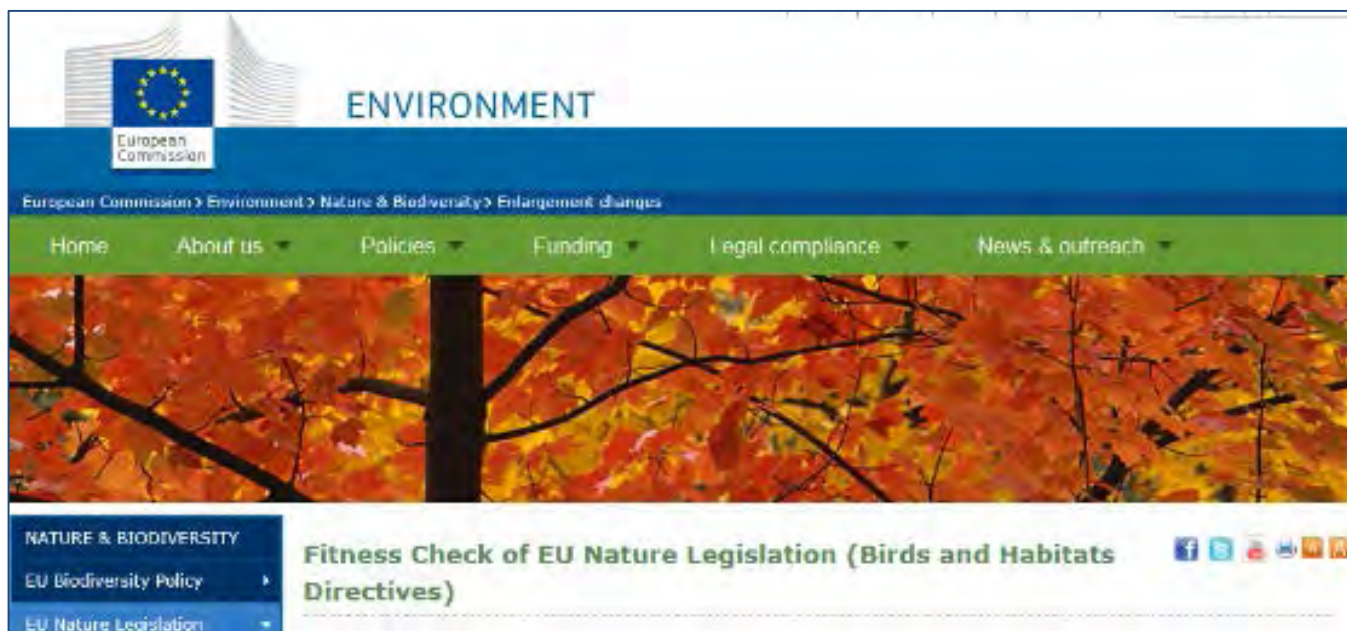 ENVIRONMENT
European
Commission
European Commission > Environment > Nature & Biodiversity > Enlargement changes
Home About us Policies Funding Legal compliance News & outreach
NATURE & BIODIVERSITY
EU Biodiversity Policy
EU Nature Legislation
Fitness Check of EU Nature Legislation (Birds and Habitats
Directives)